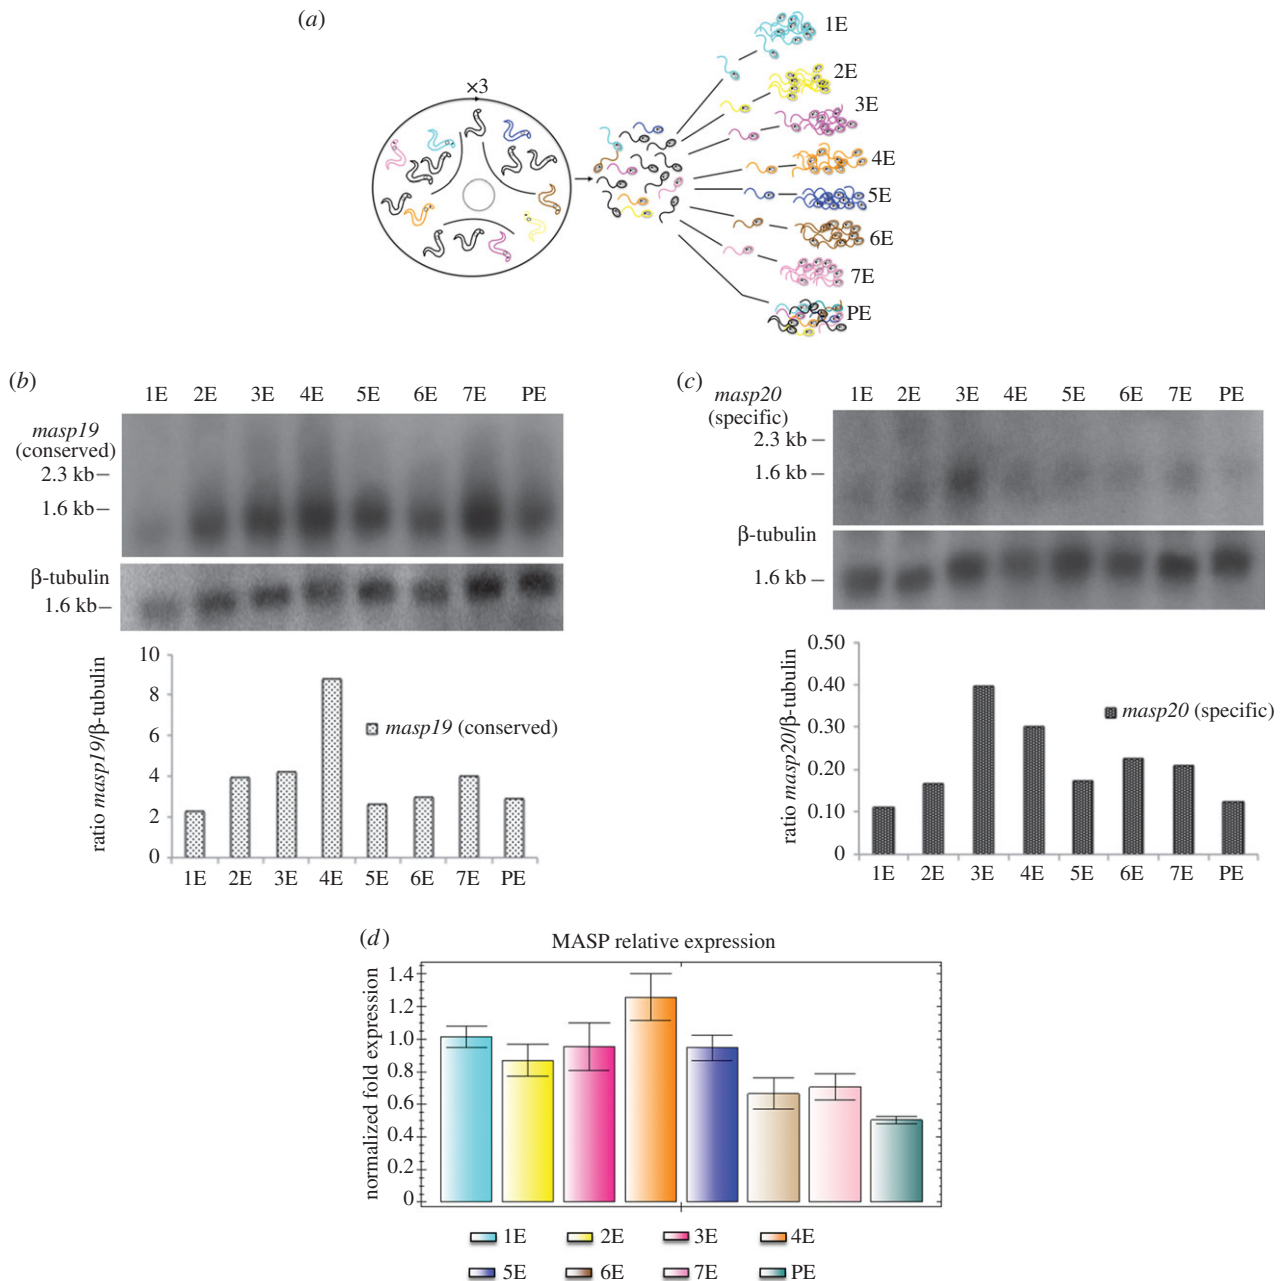 (a)
×3
1E
2E
3E
4E
5E
6E
7E
PE
(b)
1E 2E 3E 4E 5E 6E 7E PE
masp19
(conserved)
2.3 kb
1.6 kb
β-tubulin
1.6 kb
10
8
6
4
2
0
ratio masp19/β-tubulin
masp19 (conserved)
1E 2E 3E 4E 5E 6E 7E PE
(c)
1E 2E 3E 4E 5E 6E 7E PE
masp20
(specific)
2.3 kb
1.6 kb
β-tubulin
1.6 kb
0.50
0.40
0.30
0.20
0.10
0
ratio masp20/β-tubulin
masp20 (specific)
1E 2E 3E 4E 5E 6E 7E PE
(d)
MASP relative expression
normalized fold expression
1.4
1.2
1.0
0.8
0.6
0.4
0.2
0
1E 2E 3E 4E
5E 6E 7E PE